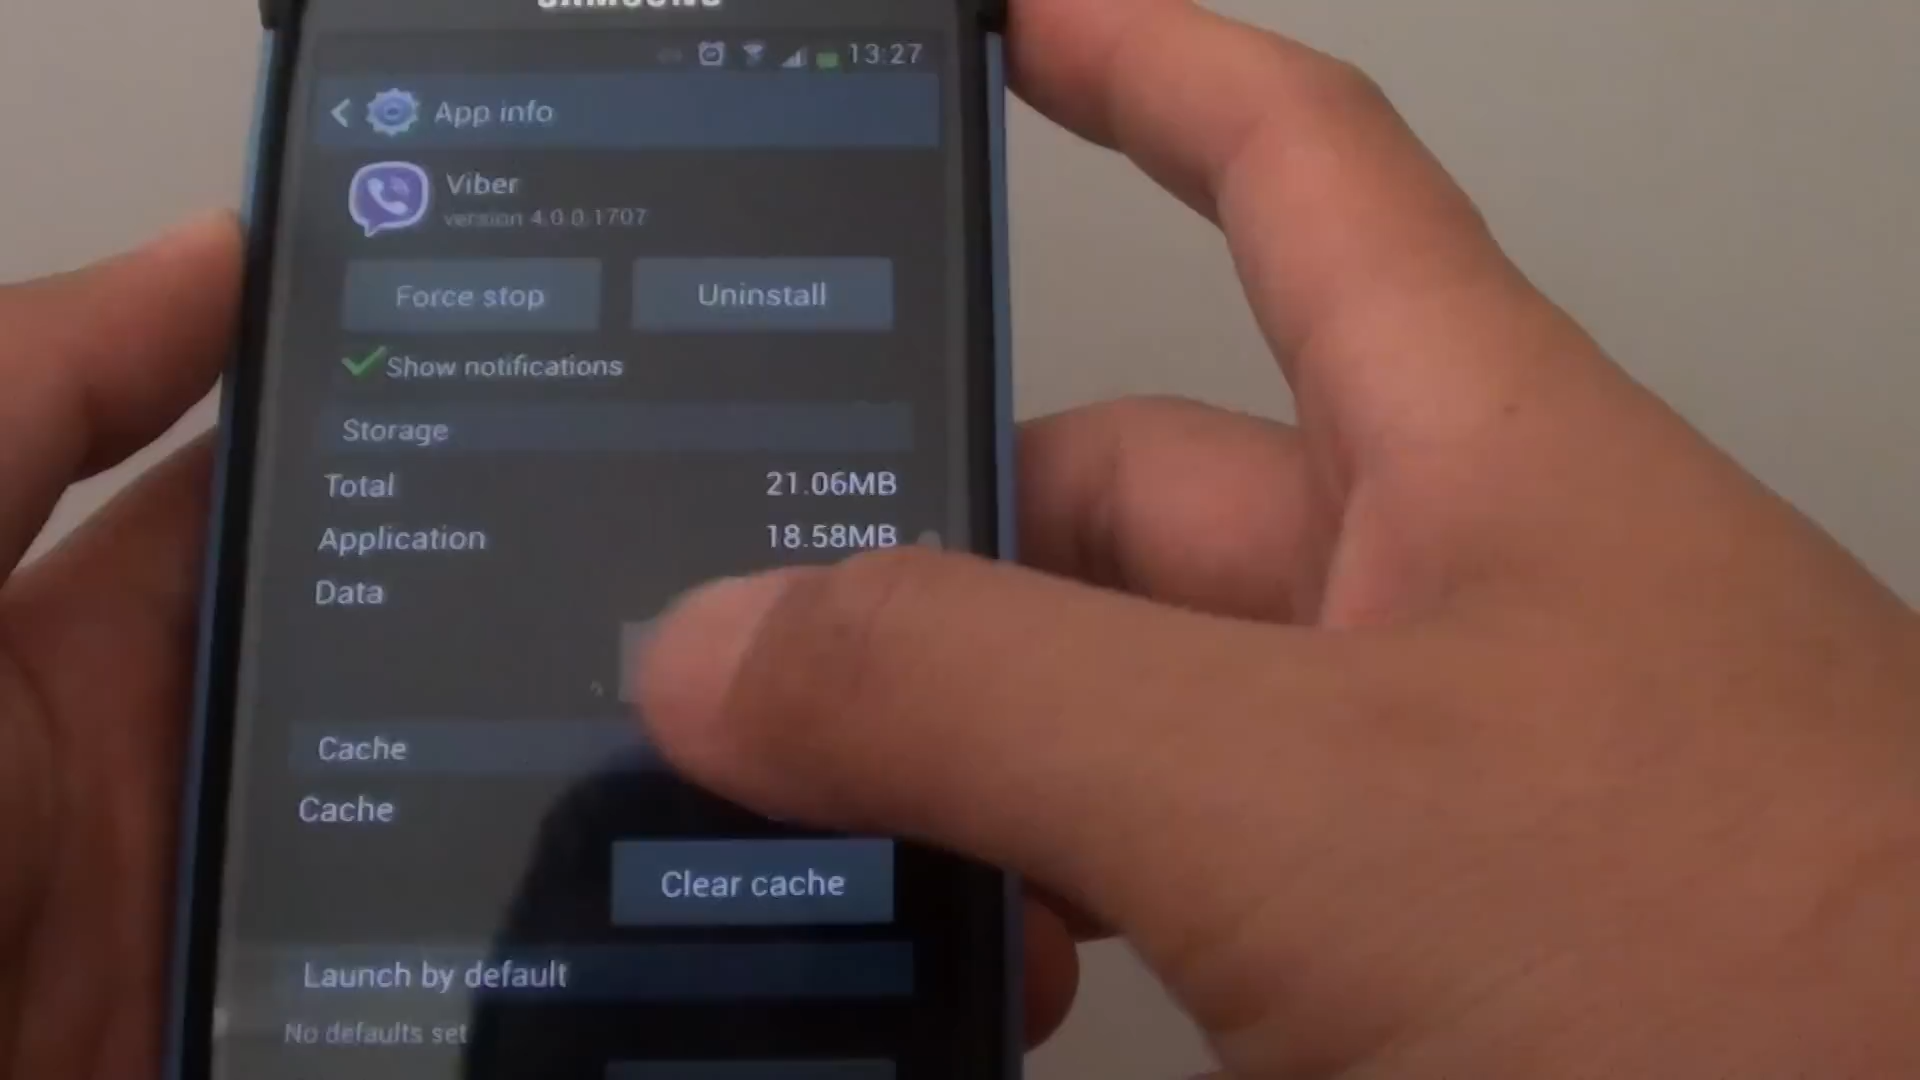 SAMSUNG
13:27
App info
Viber
version 4.0.0.1707
Force stop
Uninstall
Show notifications
Storage
Total 21.06MB
Application 18.58MB
Data
Cache
Cache
Clear cache
Launch by default
No defaults set